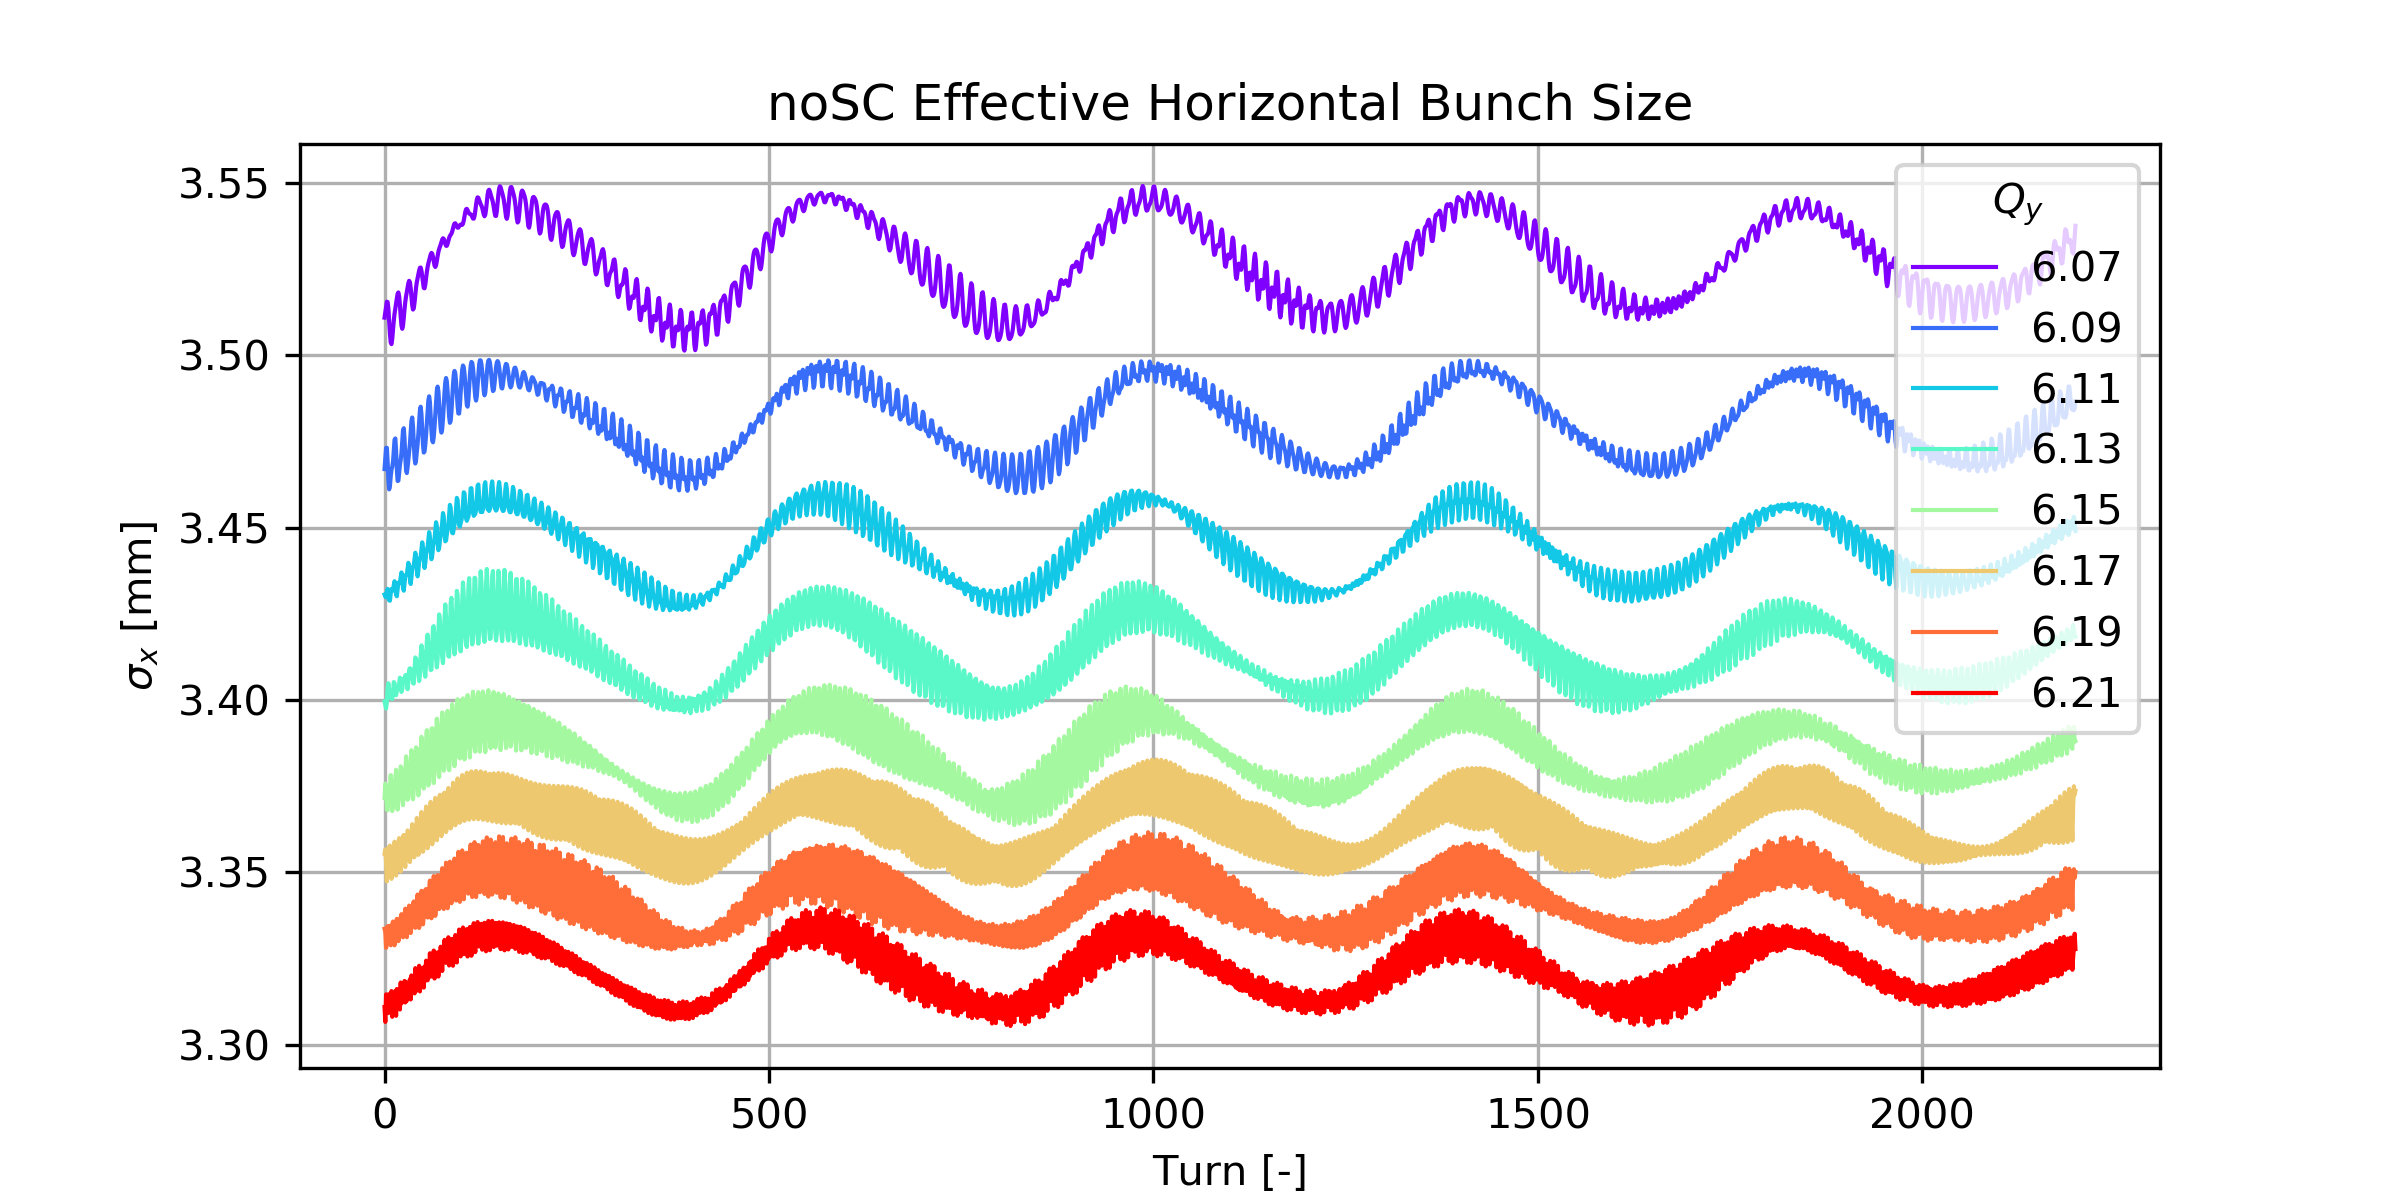 noSC Effective Horizontal Bunch Size
3.55
3.50
3.45
3.40
3.35
3.30
σx [mm]
0 500 1000 1500 2000
Turn [-]
Qy
6.07
6.09
6.11
6.13
6.15
6.17
6.19
6.21